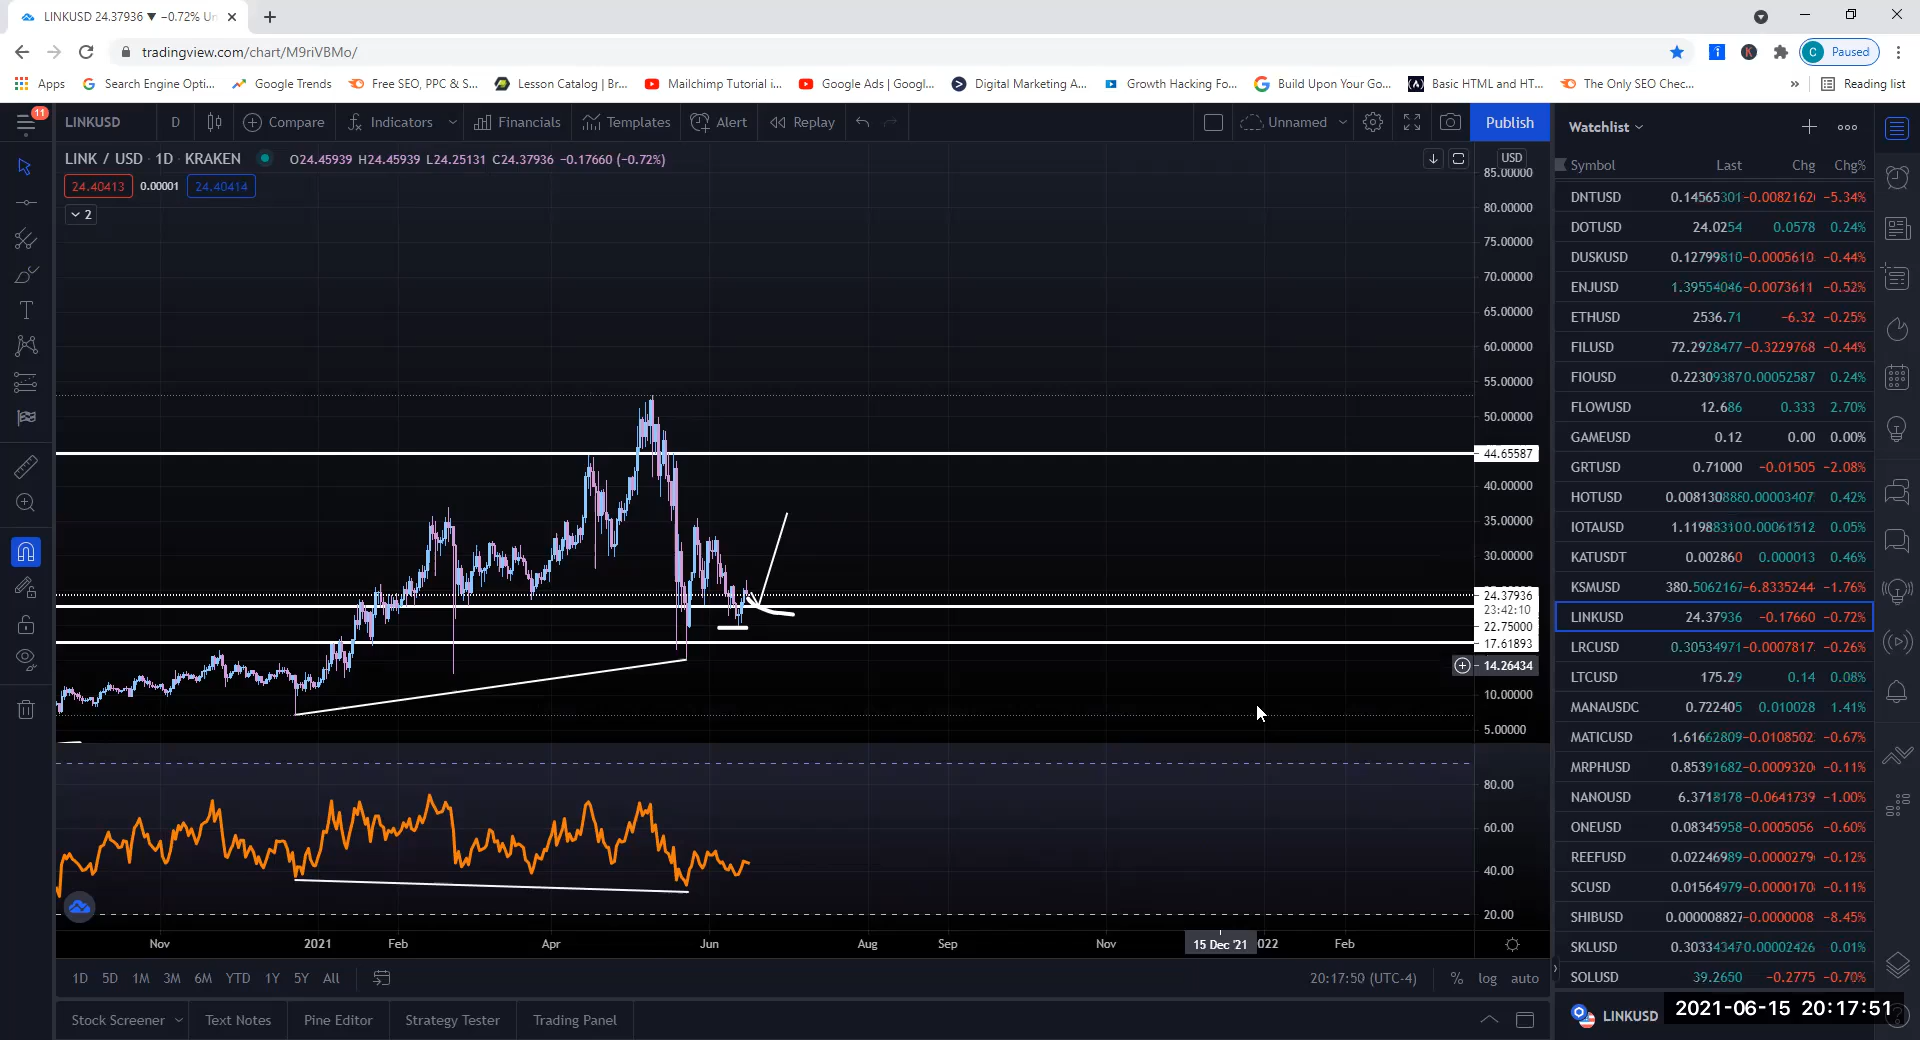 LINKUSD 24.37936 ▼ −0.72% Un
tradingview.com/chart/M9riVBMo/
C Paused
Apps Search Engine Opti... Google Trends Free SEO, PPC & S... Lesson Catalog | Br... Mailchimp Tutorial i... Google Ads | Googl... Digital Marketing A... Growth Hacking Fo... Build Upon Your Go... Basic HTML and HT... The Only SEO Chec... » Reading list
11 LINKUSD D Compare Indicators Financials Templates Alert Replay Unnamed Publish
Watchlist
LINK / USD · 1D · KRAKEN O24.45939 H24.45939 L24.25131 C24.37936 −0.17660 (−0.72%)
24.40413 0.00001 24.40414
2
USD
85.00000
80.00000
75.00000
70.00000
65.00000
60.00000
55.00000
50.00000
44.65587
40.00000
35.00000
30.00000
24.37936
23:42:10
22.75000
17.61893
14.26434
10.00000
5.00000
80.00
60.00
40.00
20.00
Nov 2021 Feb Apr Jun Aug Sep Nov 15 Dec '21 2022 Feb
1D 5D 1M 3M 6M YTD 1Y 5Y All 20:17:50 (UTC-4) % log auto
Stock Screener Text Notes Pine Editor Strategy Tester Trading Panel
Symbol Last Chg Chg%
DNTUSD 0.14565301 −0.0082162 −5.34%
DOTUSD 24.0254 0.0578 0.24%
DUSKUSD 0.12799810 −0.0005610 −0.44%
ENJUSD 1.39554046 −0.0073611 −0.52%
ETHUSD 2536.71 −6.32 −0.25%
FILUSD 72.2928477 −0.3229768 −0.44%
FIOUSD 0.22309387 0.00052587 0.24%
FLOWUSD 12.686 0.333 2.70%
GAMEUSD 0.12 0.00 0.00%
GRTUSD 0.71000 −0.01505 −2.08%
HOTUSD 0.008130888 0.00003407 0.42%
IOTAUSD 1.11988310 0.00061512 0.05%
KATUSDT 0.002860 0.000013 0.46%
KSMUSD 380.5062167 −6.8335244 −1.76%
LINKUSD 24.37936 −0.17660 −0.72%
LRCUSD 0.30534971 −0.0007817 −0.26%
LTCUSD 175.29 0.14 0.08%
MANAUSDC 0.722405 0.010028 1.41%
MATICUSD 1.61662809 −0.0108502 −0.67%
MRPHUSD 0.85391682 −0.0009320 −0.11%
NANOUSD 6.3718178 −0.0641739 −1.00%
ONEUSD 0.08345958 −0.0005056 −0.60%
REEFUSD 0.02246989 −0.0000279 −0.12%
SCUSD 0.01564979 −0.0000170 −0.11%
SHIBUSD 0.000008827 −0.0000008 −8.45%
SKLUSD 0.30334347 0.00002426 0.01%
SOLUSD 39.2650 −0.2775 −0.70%
LINKUSD 2021-06-15 20:17:51